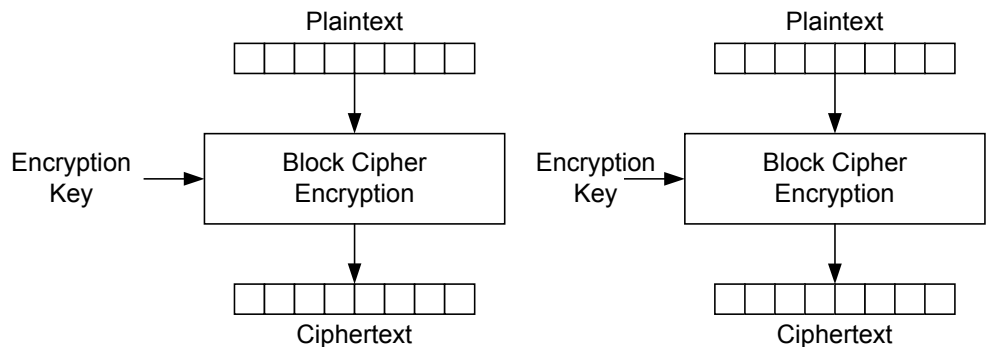 Plaintext
Plaintext
Encryption
Key
Block Cipher
Encryption
Encryption
Key
Block Cipher
Encryption
Ciphertext
Ciphertext